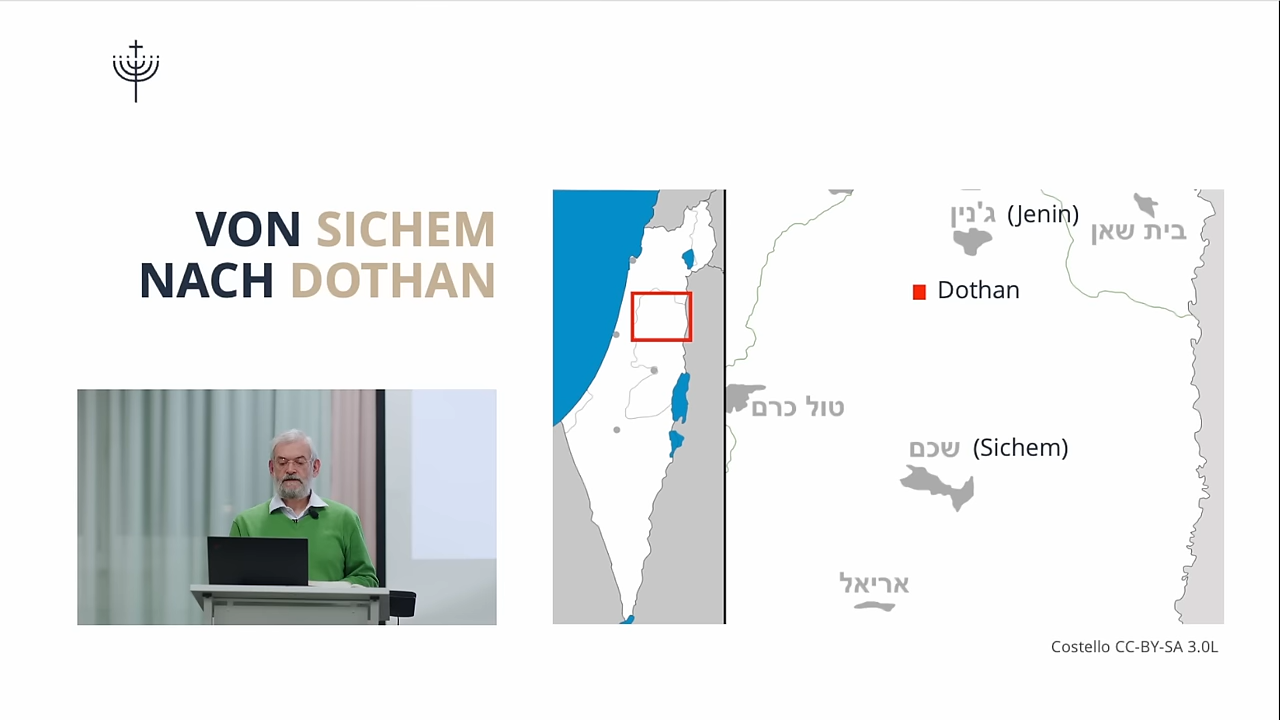 VON SICHEM
NACH DOTHAN
ג'נין (Jenin)
בית שאן
Dothan
טול כרם
שכם (Sichem)
אריאל
Costello CC-BY-SA 3.0L